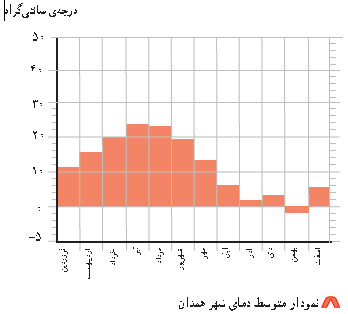 درجه‌ی سانتی‌گراد
۵۰
۴۰
۳۰
۲۰
۱۰
۰
-۵
فروردین
اردیبهشت
خرداد
تیر
مرداد
شهریور
مهر
آبان
آذر
دی
بهمن
اسفند
نمودار متوسط دمای شهر همدان